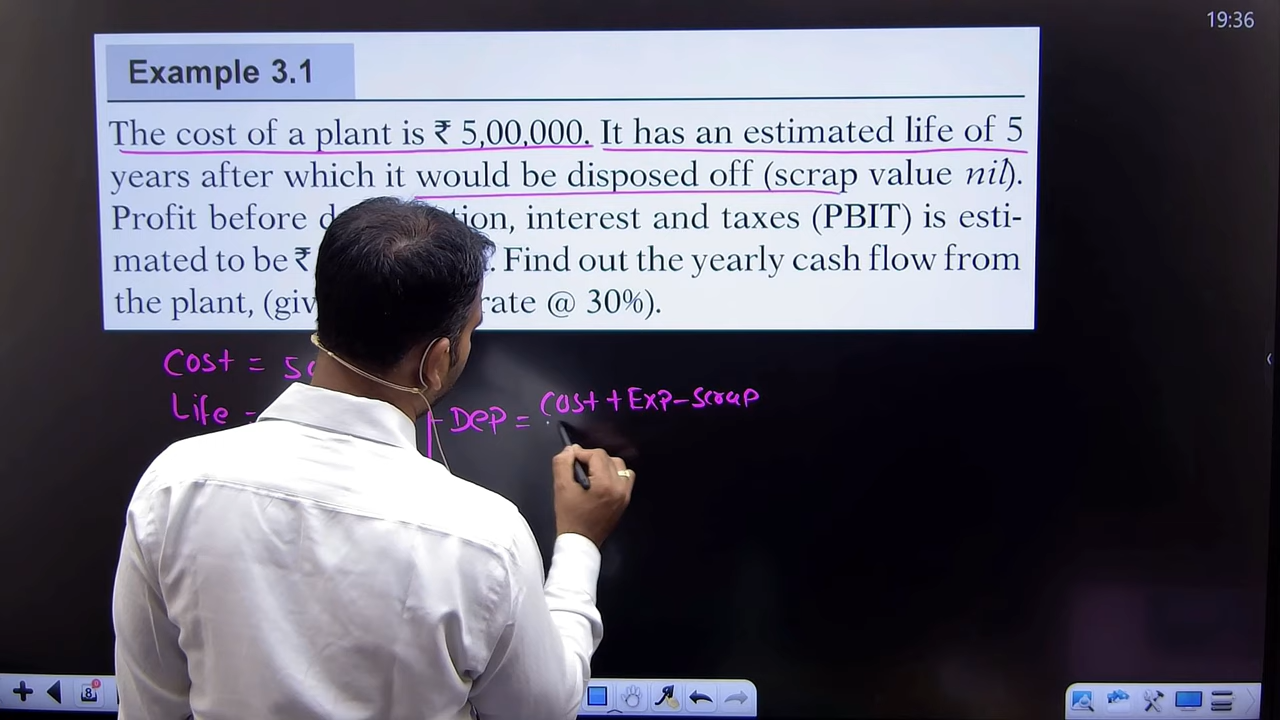 19:36
Example 3.1
The cost of a plant is ₹ 5,00,000. It has an estimated life of 5
years after which it would be disposed off (scrap value nil).
Profit before interest and taxes (PBIT) is esti-
mated to be ₹ Find out the yearly cash flow from
the plant, rate @ 30%).
Cost =
Life - Dep = Cost + Exp - Scrap